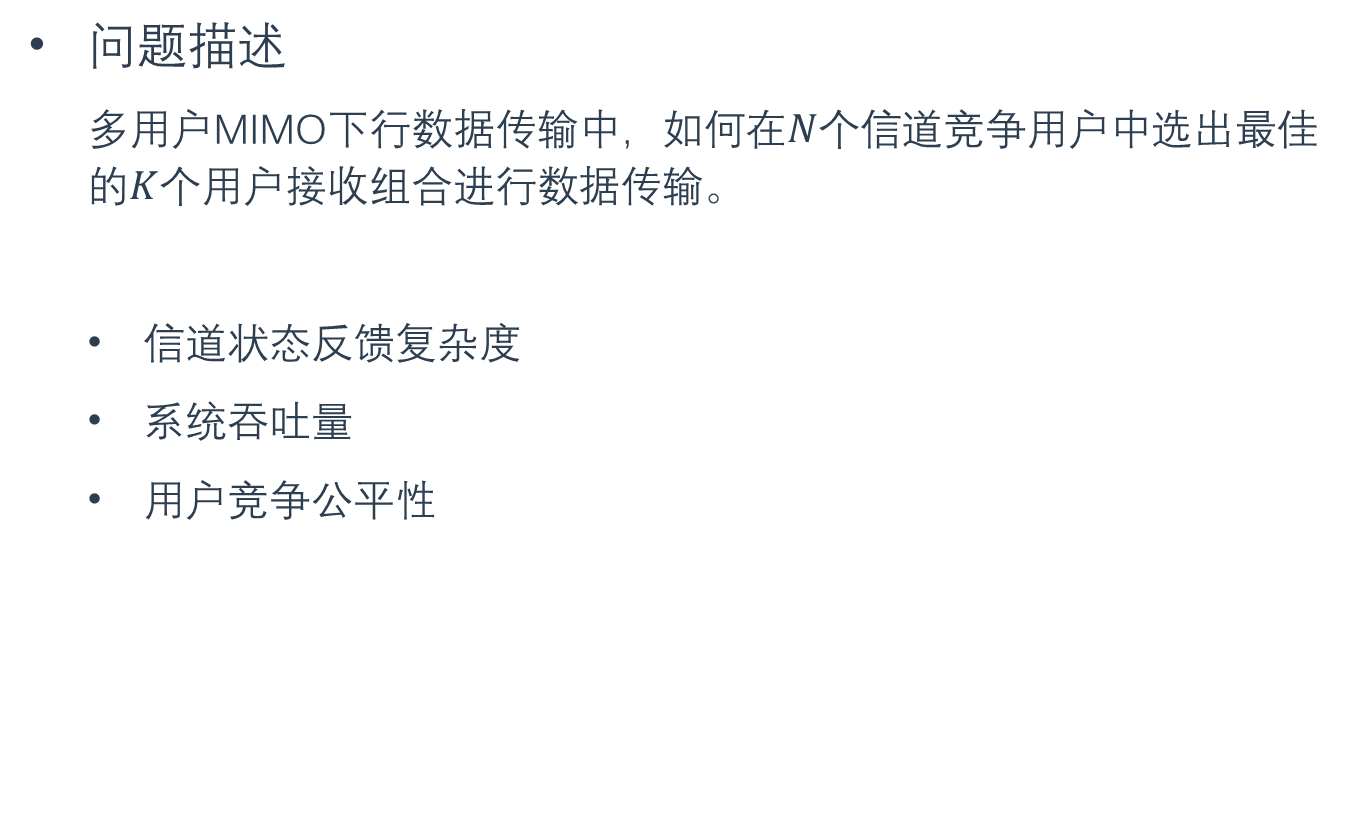 • 问题描述
多用户MIMO下行数据传输中，如何在N个信道竞争用户中选出最佳
的K个用户接收组合进行数据传输。
• 信道状态反馈复杂度
• 系统吞吐量
• 用户竞争公平性